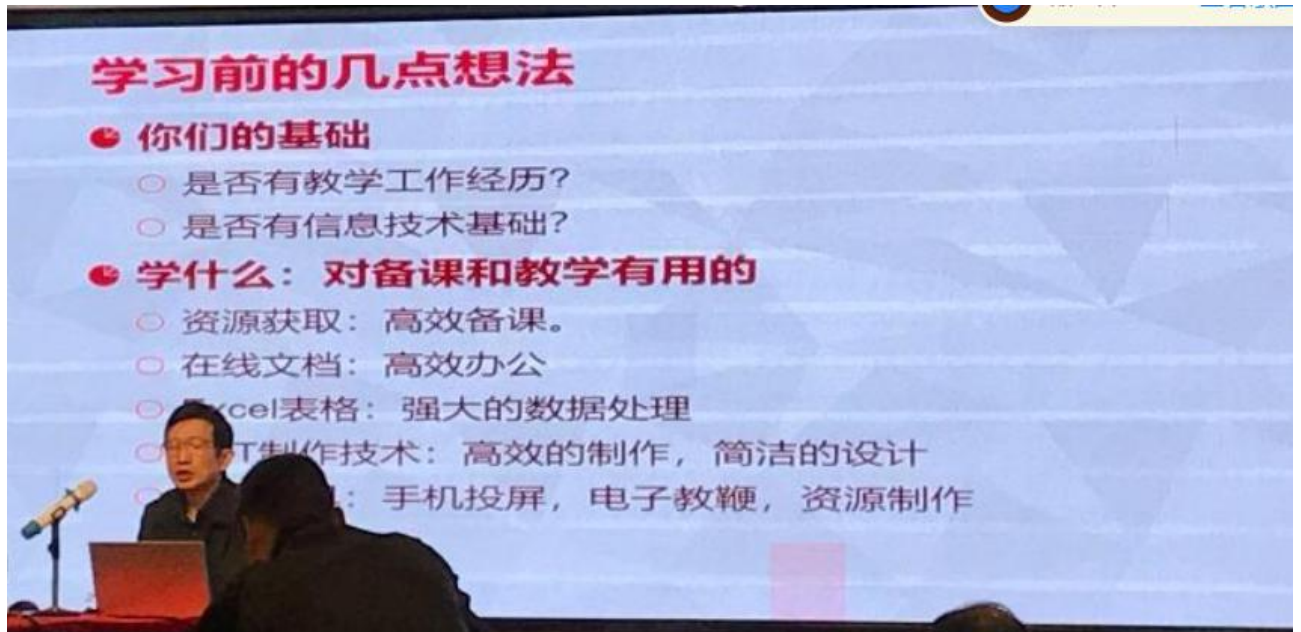 学习前的几点想法
你们的基础
是否有教学工作经历?
是否有信息技术基础?
学什么：对备课和教学有用的
资源获取：高效备课。
在线文档：高效办公
xcel表格：强大的数据处理
T制作技术：高效的制作，简洁的设计
：手机投屏，电子教鞭，资源制作